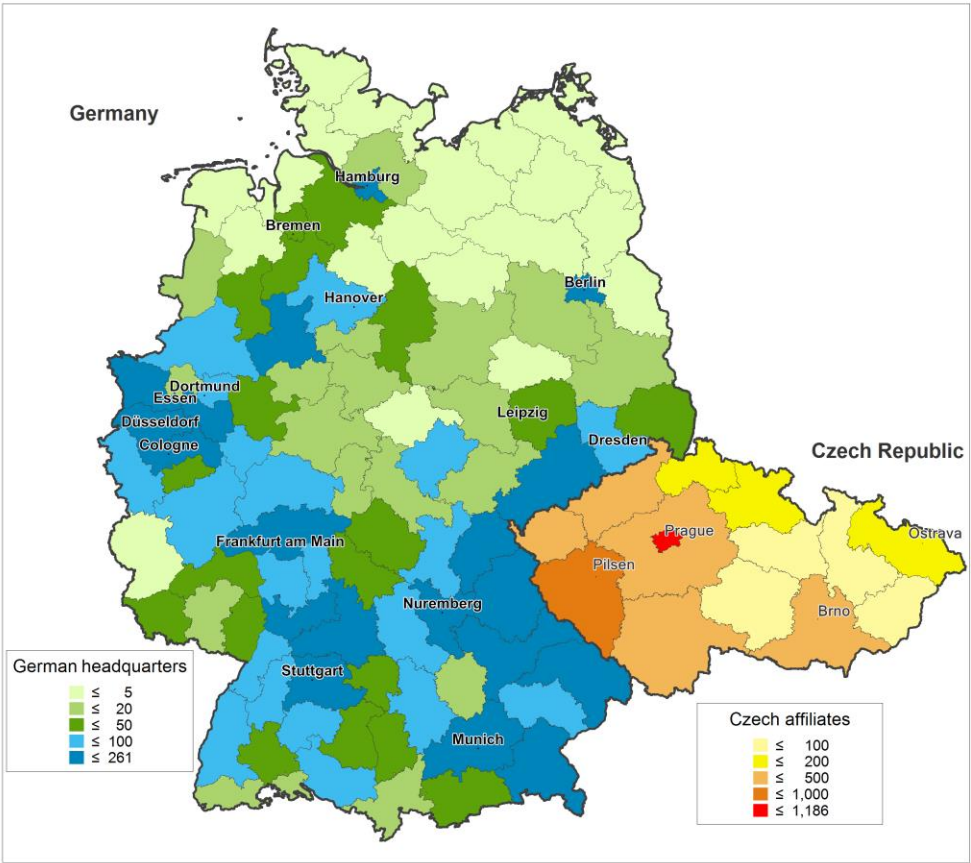 Germany
Hamburg
Bremen
Berlin
Hanover
Dortmund
Essen
Leipzig
Düsseldorf
Dresden
Cologne
Czech Republic
Prague
Ostrava
Frankfurt am Main
Pilsen
Nuremberg
Brno
Stuttgart
Munich
German headquarters
≤ 5
≤ 20
≤ 50
≤ 100
≤ 261
Czech affiliates
≤ 100
≤ 200
≤ 500
≤ 1,000
≤ 1,186